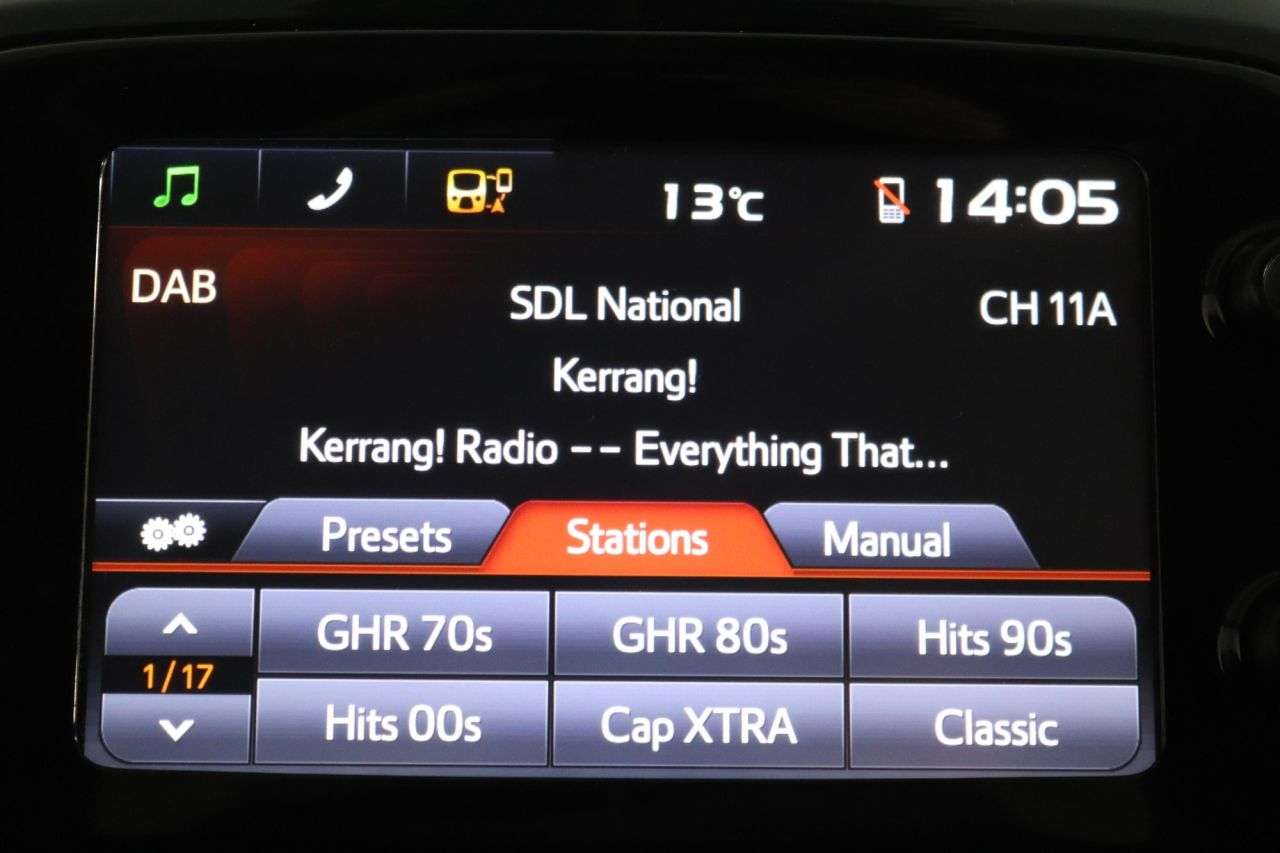 13°C 14:05
DAB SDL National CH 11A
Kerrang!
Kerrang! Radio -- Everything That...
Presets Stations Manual
GHR 70s GHR 80s Hits 90s
1/17
Hits 00s Cap XTRA Classic